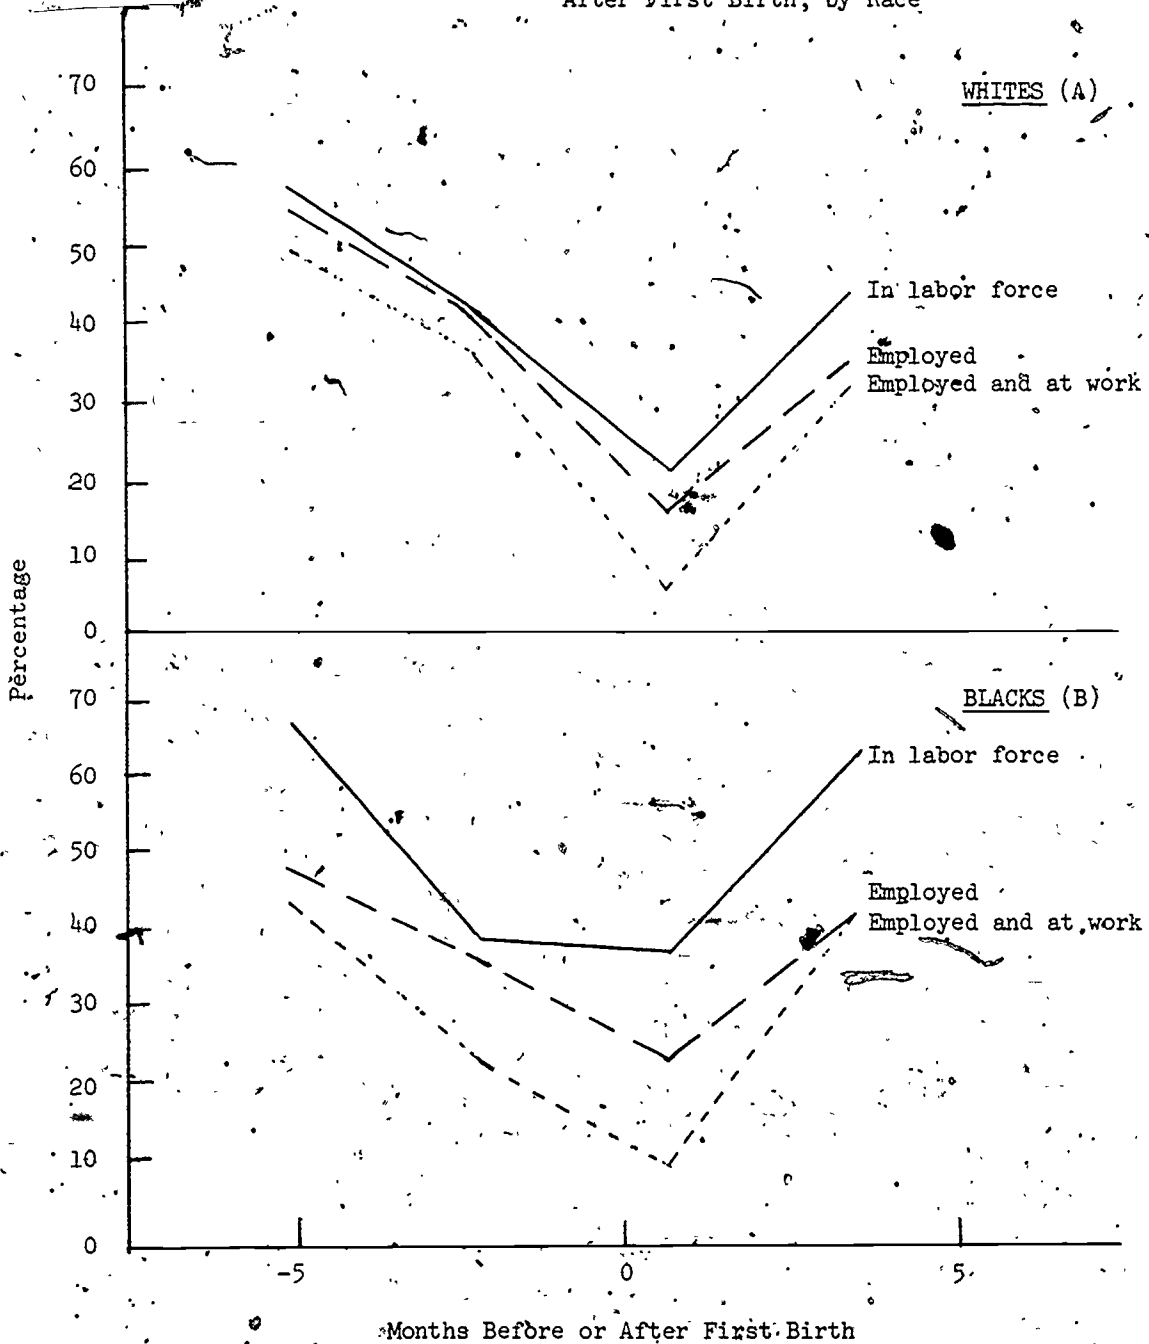 After First Birth, by Race
70
WHITES (A)
60
50
In labor force
40
Employed
Employed and at work
30
20
10
0
Percentage
70
BLACKS (B)
In labor force
60
50
Employed
40
Employed and at work
30
20
10
0
-5
0
5
Months Before or After First Birth